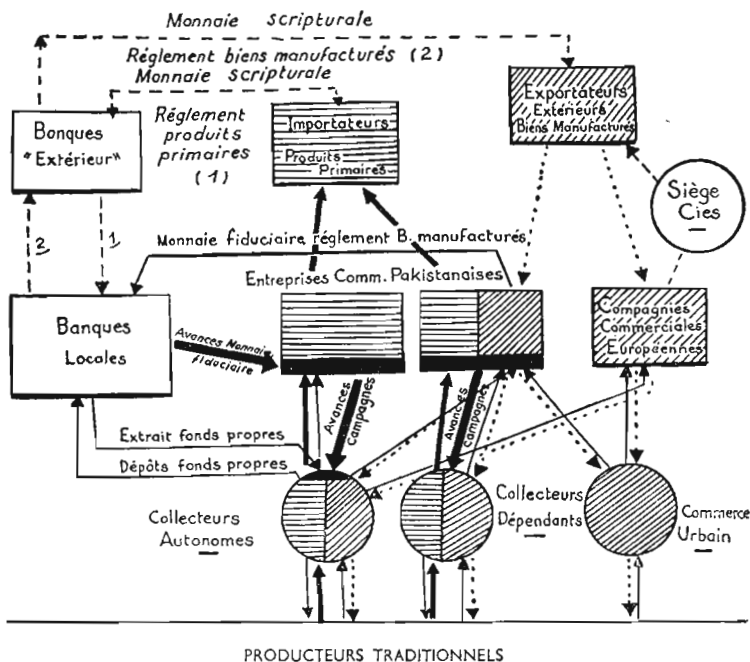 Monnaie scripturale
Réglement biens manufacturés (2)
Monnaie scripturale
Banques
"Extérieur"
Réglement
produits
primaires
(1)
Importateurs
Produits
Primaires
Exportateurs
Extérieurs
Biens Manufacturés
Siège
Cies
2
1
Monnaie fiduciaire réglement B. manufacturés
Entreprises Comm. Pakistanaises
Banques
Locales
Avances Monnaie
fiduciaire
Compagnies
Commerciales
Européennes
Avances
Campagnes
Avances
Campagnes
Extrait fonds propres
Dépôts fonds propres
Collecteurs
Autonomes
Collecteurs
Dépendants
Commerce
Urbain
PRODUCTEURS TRADITIONNELS